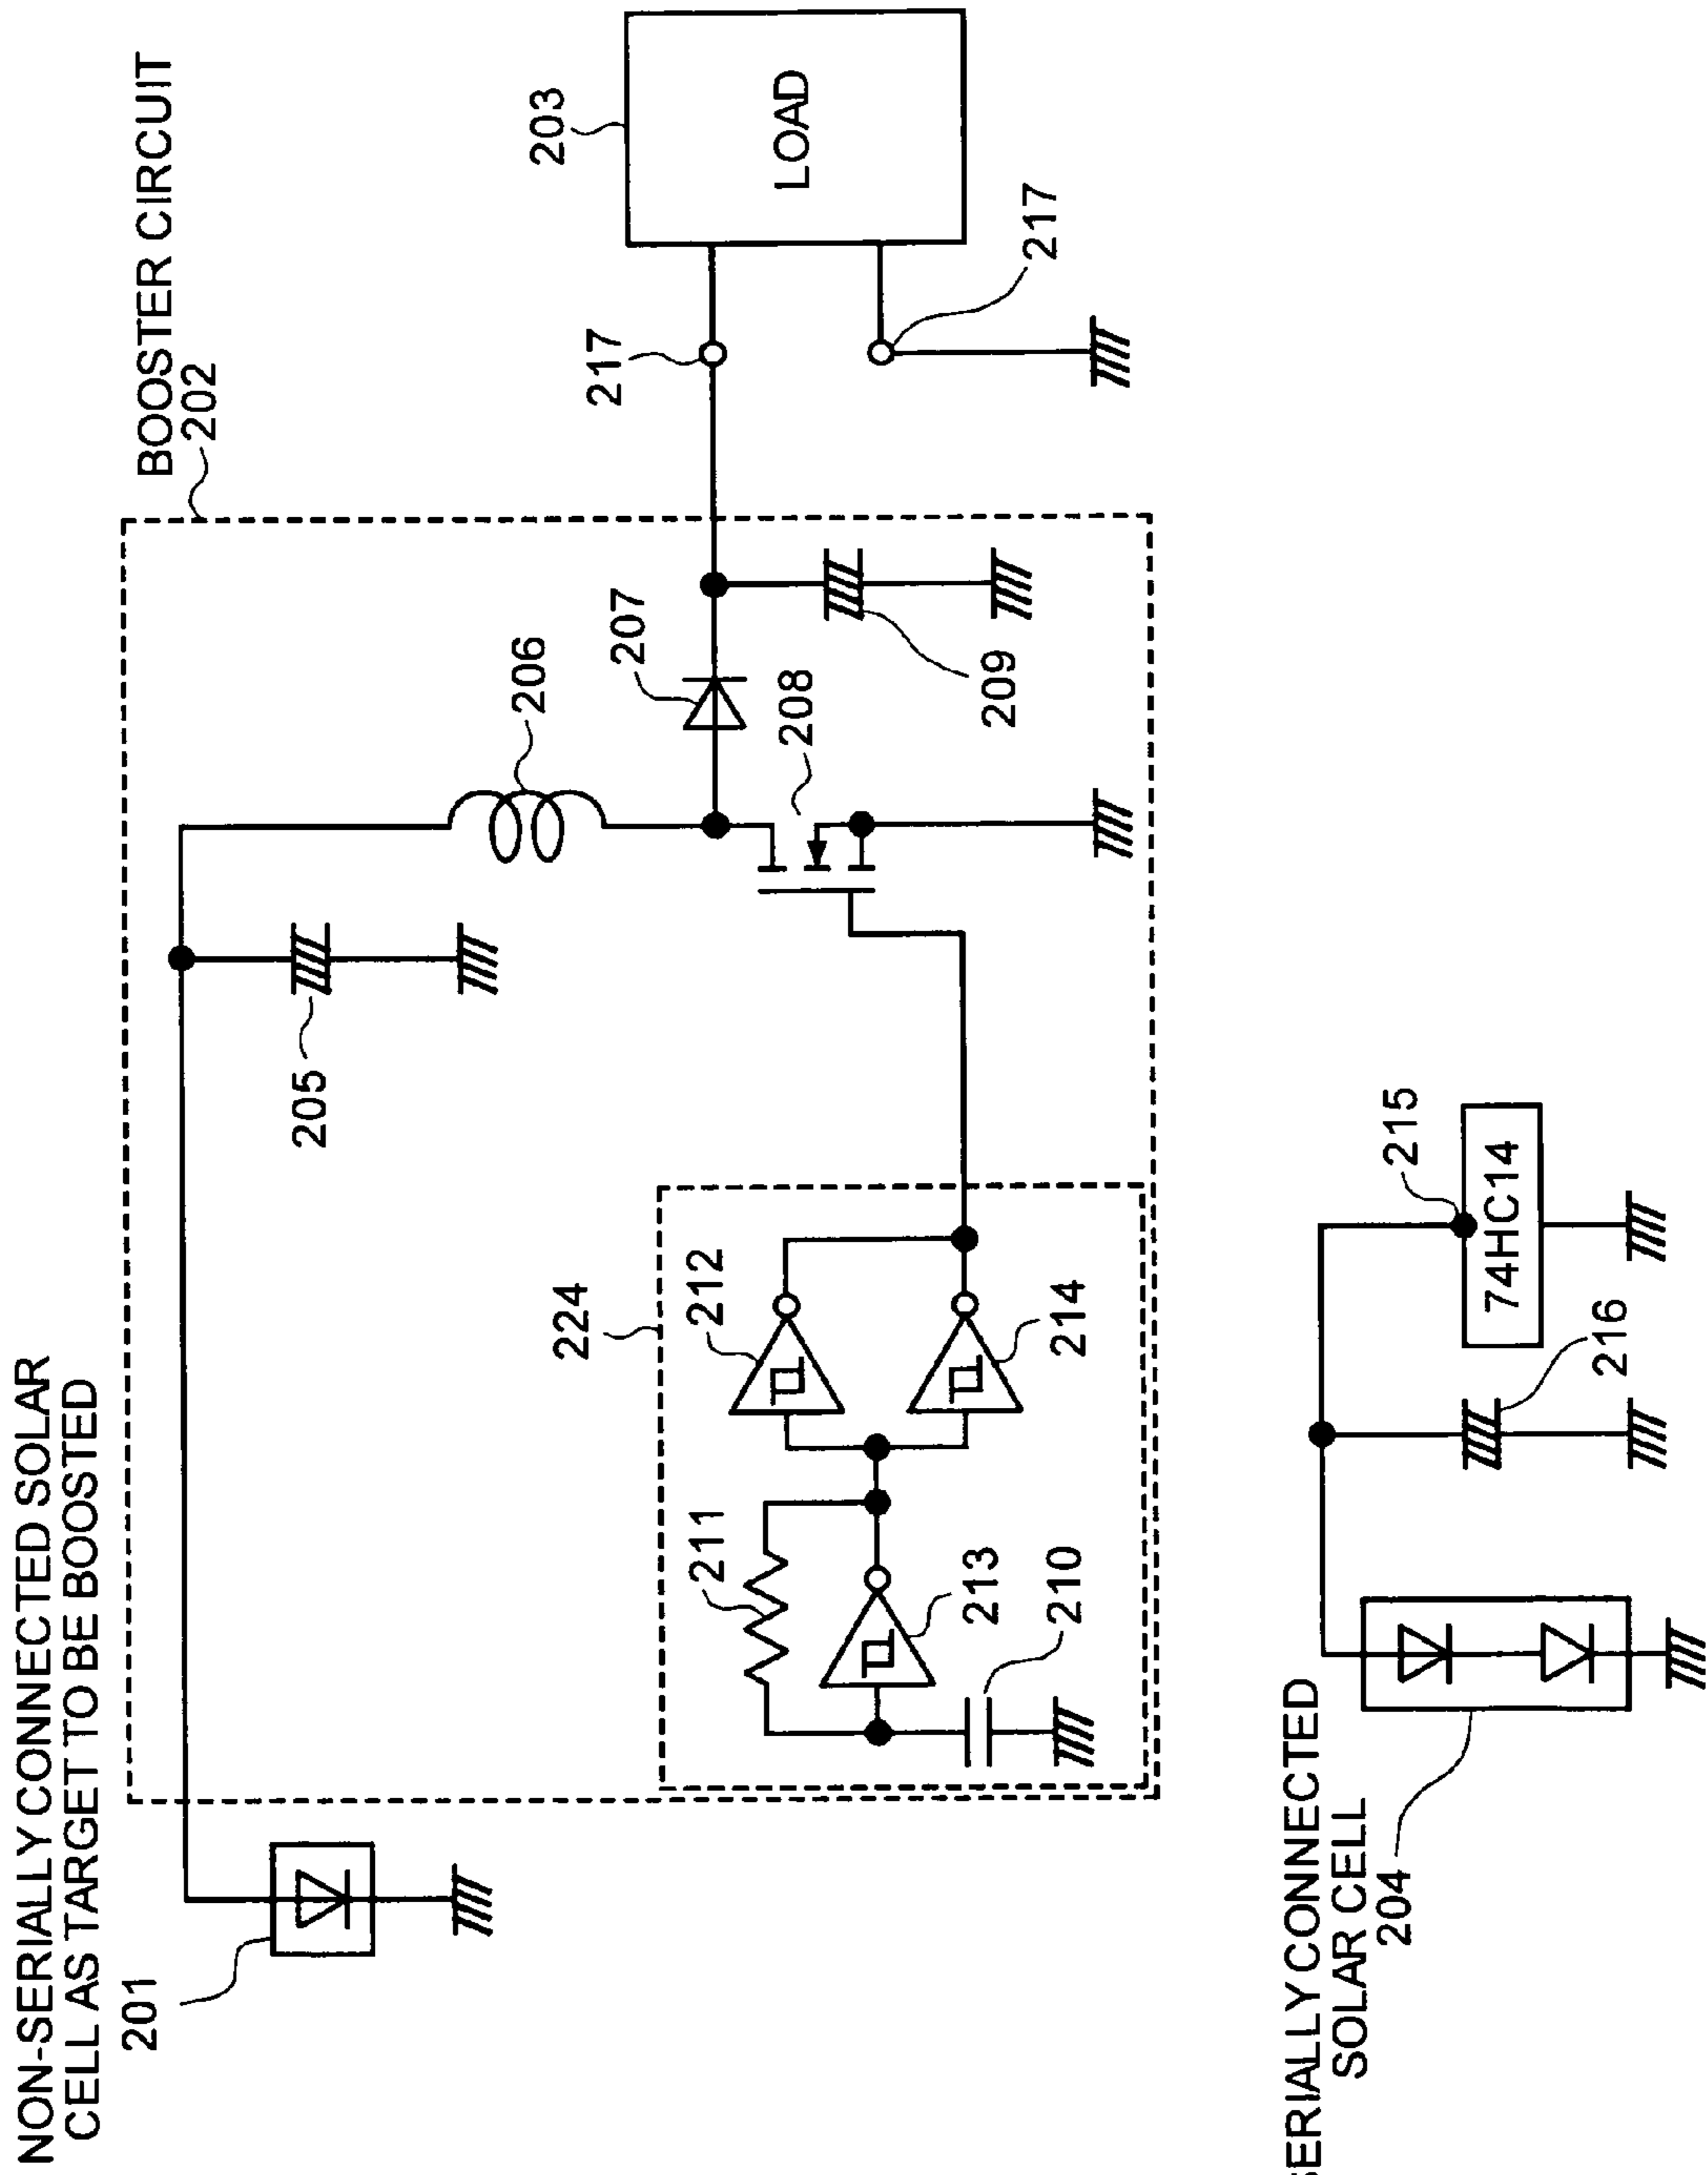 NON-SERIALLY CONNECTED SOLAR
CELL AS TARGET TO BE BOOSTED
201
BOOSTER CIRCUIT
202
203
LOAD
217
217
206
207
208
209
205
224
212
214
211
213
210
SERIALLY CONNECTED
SOLAR CELL
204
215
74HC14
216